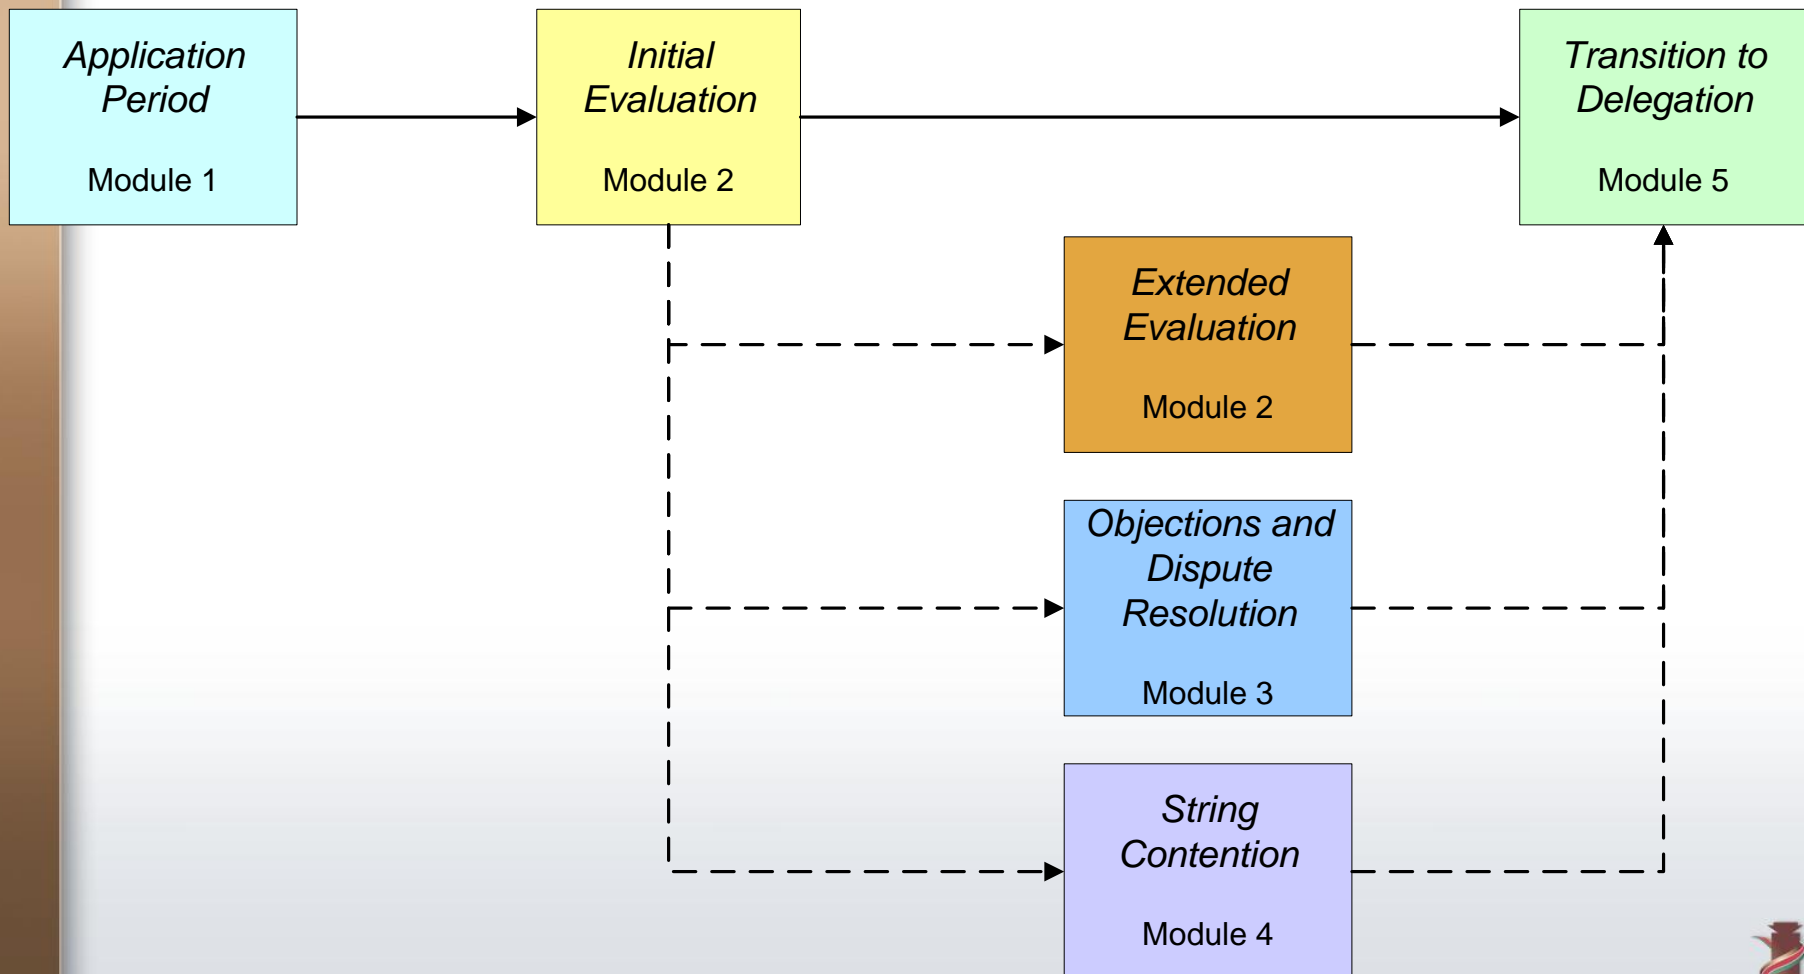 Application
Period
Module 1
Initial
Evaluation
Module 2
Transition to
Delegation
Module 5
Extended
Evaluation
Module 2
Objections and
Dispute
Resolution
Module 3
String
Contention
Module 4